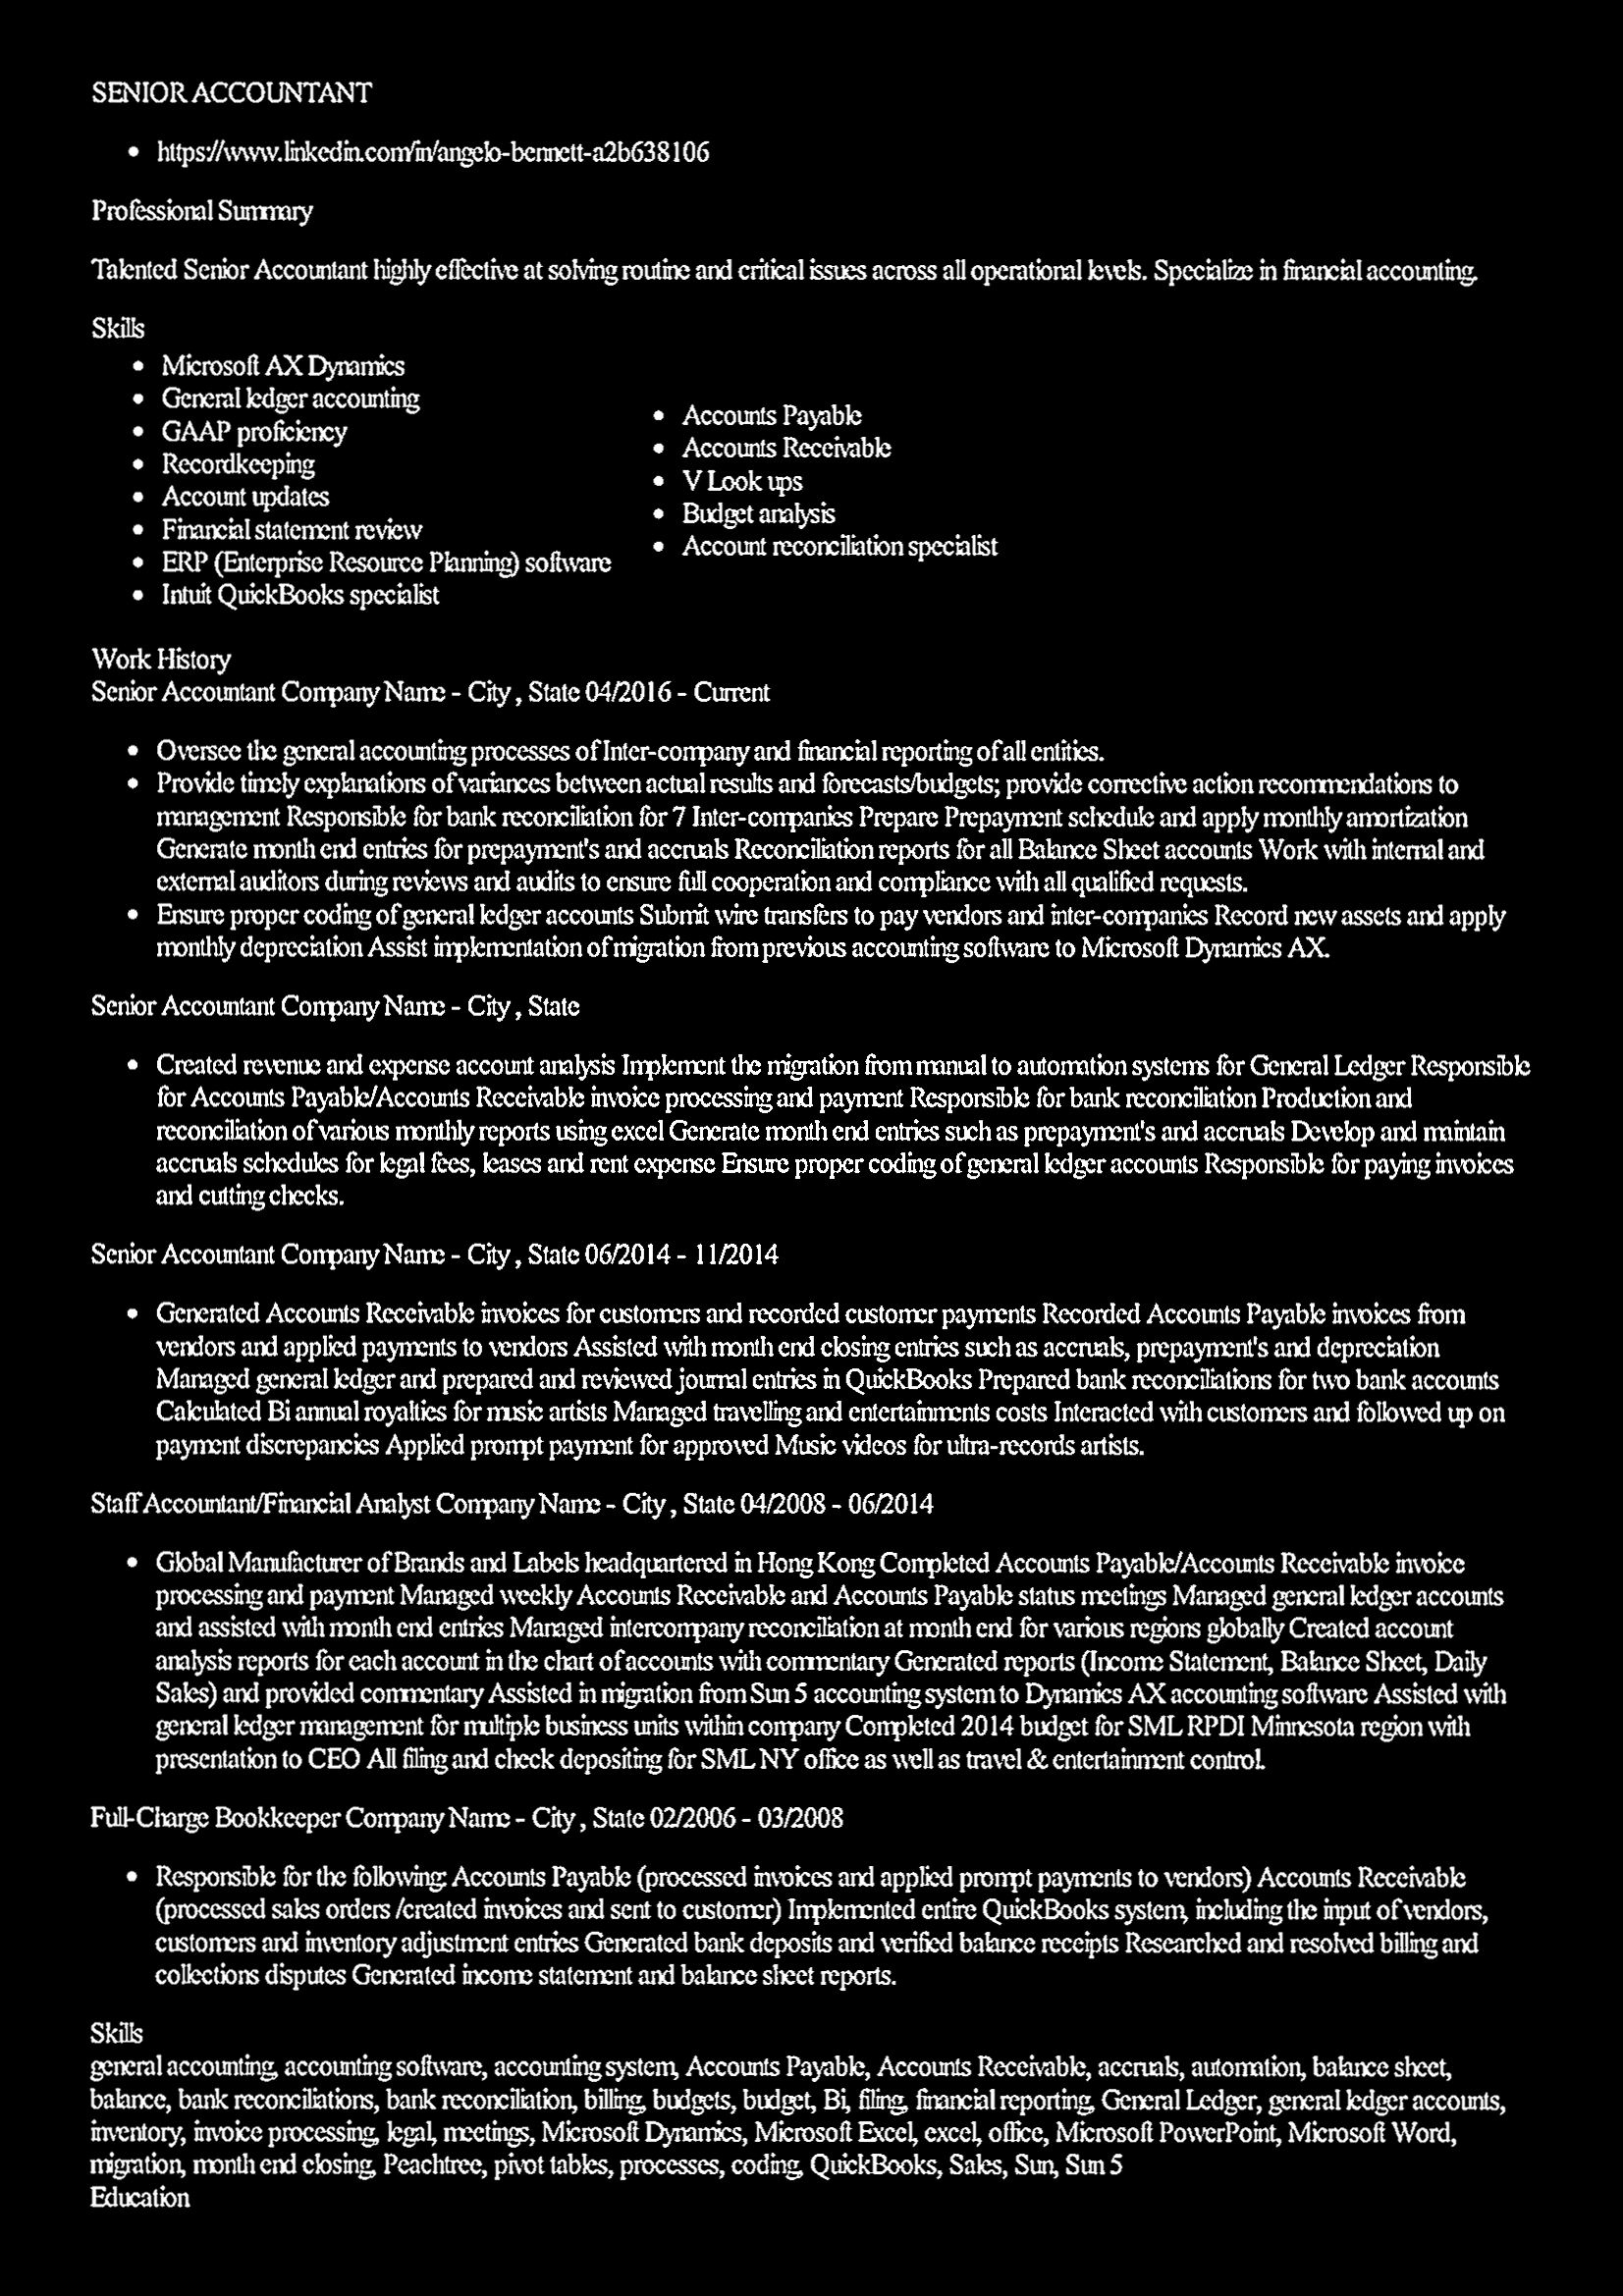 SENIOR ACCOUNTANT
• https://www.linkedin.com/in/angelo-bennett-a2b638106
Professional Summary
Talented Senior Accountant highly effective at solving routine and critical issues across all operational levels. Specialize in financial accounting.
Skills
• Microsoft AX Dynamics
• General ledger accounting
• GAAP proficiency
• Recordkeeping
• Account updates
• Financial statement review
• ERP (Enterprise Resource Planning) software
• Intuit QuickBooks specialist
• Accounts Payable
• Accounts Receivable
• V Look ups
• Budget analysis
• Account reconciliation specialist
Work History
Senior Accountant Company Name - City , State 04/2016 - Current
• Oversee the general accounting processes of Inter-company and financial reporting of all entities.
• Provide timely explanations of variances between actual results and forecasts/budgets; provide corrective action recommendations to
management Responsible for bank reconciliation for 7 Inter-companies Prepare Prepayment schedule and apply monthly amortization
Generate month end entries for prepayment's and accruals Reconciliation reports for all Balance Sheet accounts Work with internal and
external auditors during reviews and audits to ensure full cooperation and compliance with all qualified requests.
• Ensure proper coding of general ledger accounts Submit wire transfers to pay vendors and inter-companies Record new assets and apply
monthly depreciation Assist implementation of migration from previous accounting software to Microsoft Dynamics AX.
Senior Accountant Company Name - City , State
• Created revenue and expense account analysis Implement the migration from manual to automation systems for General Ledger Responsible
for Accounts Payable/Accounts Receivable invoice processing and payment Responsible for bank reconciliation Production and
reconciliation of various monthly reports using excel Generate month end entries such as prepayment's and accruals Develop and maintain
accruals schedules for legal fees, leases and rent expense Ensure proper coding of general ledger accounts Responsible for paying invoices
and cutting checks.
Senior Accountant Company Name - City , State 06/2014 - 11/2014
• Generated Accounts Receivable invoices for customers and recorded customer payments Recorded Accounts Payable invoices from
vendors and applied payments to vendors Assisted with month end closing entries such as accruals, prepayment's and depreciation
Managed general ledger and prepared and reviewed journal entries in QuickBooks Prepared bank reconciliations for two bank accounts
Calculated Bi annual royalties for music artists Managed travelling and entertainments costs Interacted with customers and followed up on
payment discrepancies Applied prompt payment for approved Music videos for ultra-records artists.
Staff Accountant/Financial Analyst Company Name - City , State 04/2008 - 06/2014
• Global Manufacturer of Brands and Labels headquartered in Hong Kong Completed Accounts Payable/Accounts Receivable invoice
processing and payment Managed weekly Accounts Receivable and Accounts Payable status meetings Managed general ledger accounts
and assisted with month end entries Managed intercompany reconciliation at month end for various regions globally Created account
analysis reports for each account in the chart of accounts with commentary Generated reports (Income Statement, Balance Sheet, Daily
Sales) and provided commentary Assisted in migration from Sun 5 accounting system to Dynamics AX accounting software Assisted with
general ledger management for multiple business units within company Completed 2014 budget for SML RPDI Minnesota region with
presentation to CEO All filing and check depositing for SML NY office as well as travel & entertainment control.
Full-Charge Bookkeeper Company Name - City , State 02/2006 - 03/2008
• Responsible for the following: Accounts Payable (processed invoices and applied prompt payments to vendors) Accounts Receivable
(processed sales orders /created invoices and sent to customer) Implemented entire QuickBooks system, including the input of vendors,
customers and inventory adjustment entries Generated bank deposits and verified balance receipts Researched and resolved billing and
collections disputes Generated income statement and balance sheet reports.
Skills
general accounting, accounting software, accounting system, Accounts Payable, Accounts Receivable, accruals, automation, balance sheet,
balance, bank reconciliations, bank reconciliation, billing, budgets, budget, Bi, filing, financial reporting, General Ledger, general ledger accounts,
inventory, invoice processing, legal, meetings, Microsoft Dynamics, Microsoft Excel, excel, office, Microsoft PowerPoint, Microsoft Word,
migration, month end closing, Peachtree, pivot tables, processes, coding, QuickBooks, Sales, Sun, Sun 5
Education